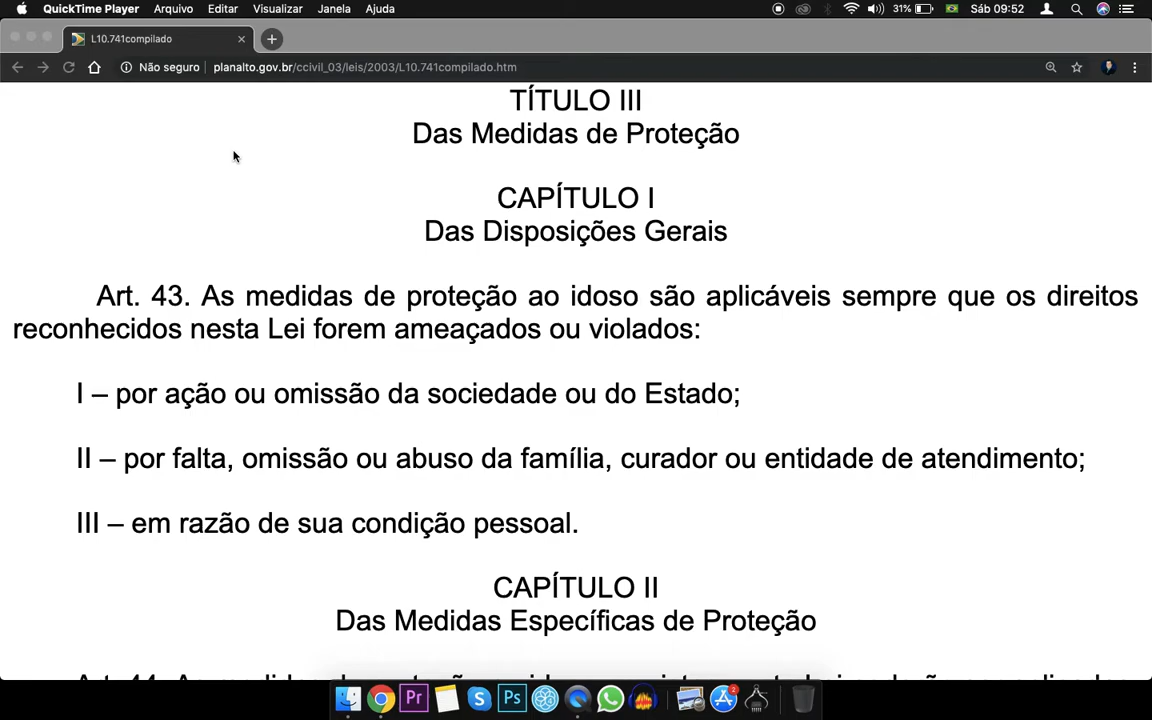 QuickTime Player Arquivo Editar Visualizar Janela Ajuda 31% Sáb 09:52
L10.741compilado
Não seguro planalto.gov.br/ccivil_03/leis/2003/L10.741compilado.htm
TÍTULO III
Das Medidas de Proteção
CAPÍTULO I
Das Disposições Gerais
Art. 43. As medidas de proteção ao idoso são aplicáveis sempre que os direitos
reconhecidos nesta Lei forem ameaçados ou violados:
I – por ação ou omissão da sociedade ou do Estado;
II – por falta, omissão ou abuso da família, curador ou entidade de atendimento;
III – em razão de sua condição pessoal.
CAPÍTULO II
Das Medidas Específicas de Proteção
Pr Ps 2